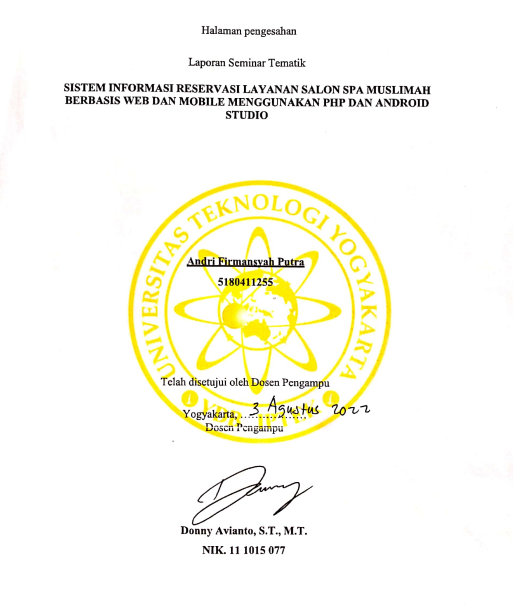 Halaman pengesahan
Laporan Seminar Tematik
SISTEM INFORMASI RESERVASI LAYANAN SALON SPA MUSLIMAH
BERBASIS WEB DAN MOBILE MENGGUNAKAN PHP DAN ANDROID
STUDIO
UNIVERSITAS TEKNOLOGI YOGYAKARTA
Andri Firmansyah Putra
5180411255
Telah disetujui oleh Dosen Pengampu
Yogyakarta, 3 Agustus 2022
Dosen Pengampu
Donny Avianto, S.T., M.T.
NIK. 11 1015 077